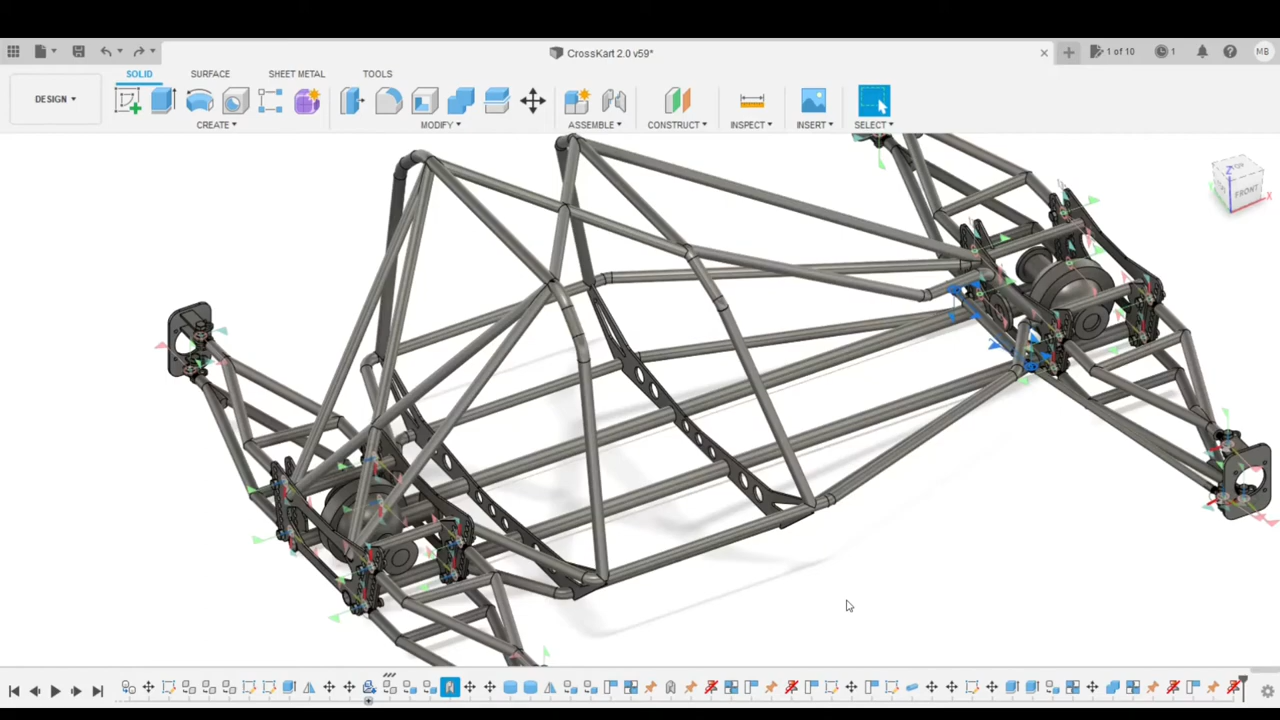 CrossKart 2.0 v59*
1 of 10
1
MB
DESIGN
SOLID
SURFACE
SHEET METAL
TOOLS
CREATE
MODIFY
ASSEMBLE
CONSTRUCT
INSPECT
INSERT
SELECT
Z
FRONT
X